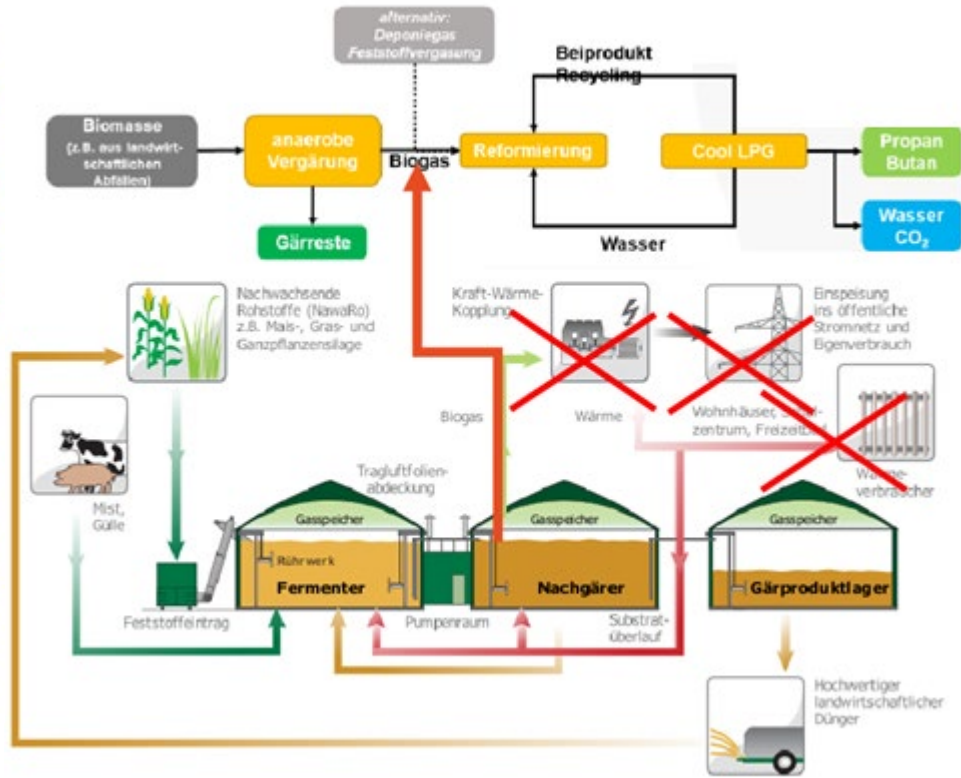 alternativ:
Deponiegas
Feststoffvergasung
Beiprodukt
Recycling
Biomasse
(z.B. aus landwirt-
schaftlichen
Abfällen)
anaerobe
Vergärung
Biogas
Reformierung
Cool LPG
Propan
Butan
Gärreste
Wasser
Wasser
CO₂
Nachwachsende
Rohstoffe (NawaRo)
z.B. Mais-, Gras- und
Ganzpflanzensilage
Kraft-Wärme-
Kopplung
Einspeisung
ins öffentliche
Stromnetz und
Eigenverbrauch
Biogas
Wärme
Wohnhäuser,
zentrum,
Wärme-
verbraucher
Mist,
Gülle
Tragluftfolien-
abdeckung
Gasspeicher
Gasspeicher
Gasspeicher
Rührwerk
Fermenter
Nachgärer
Gärproduktlager
Feststoffeintrag
Pumpenraum
Substrat-
überlauf
Hochwertiger
landwirtschaftlicher
Dünger